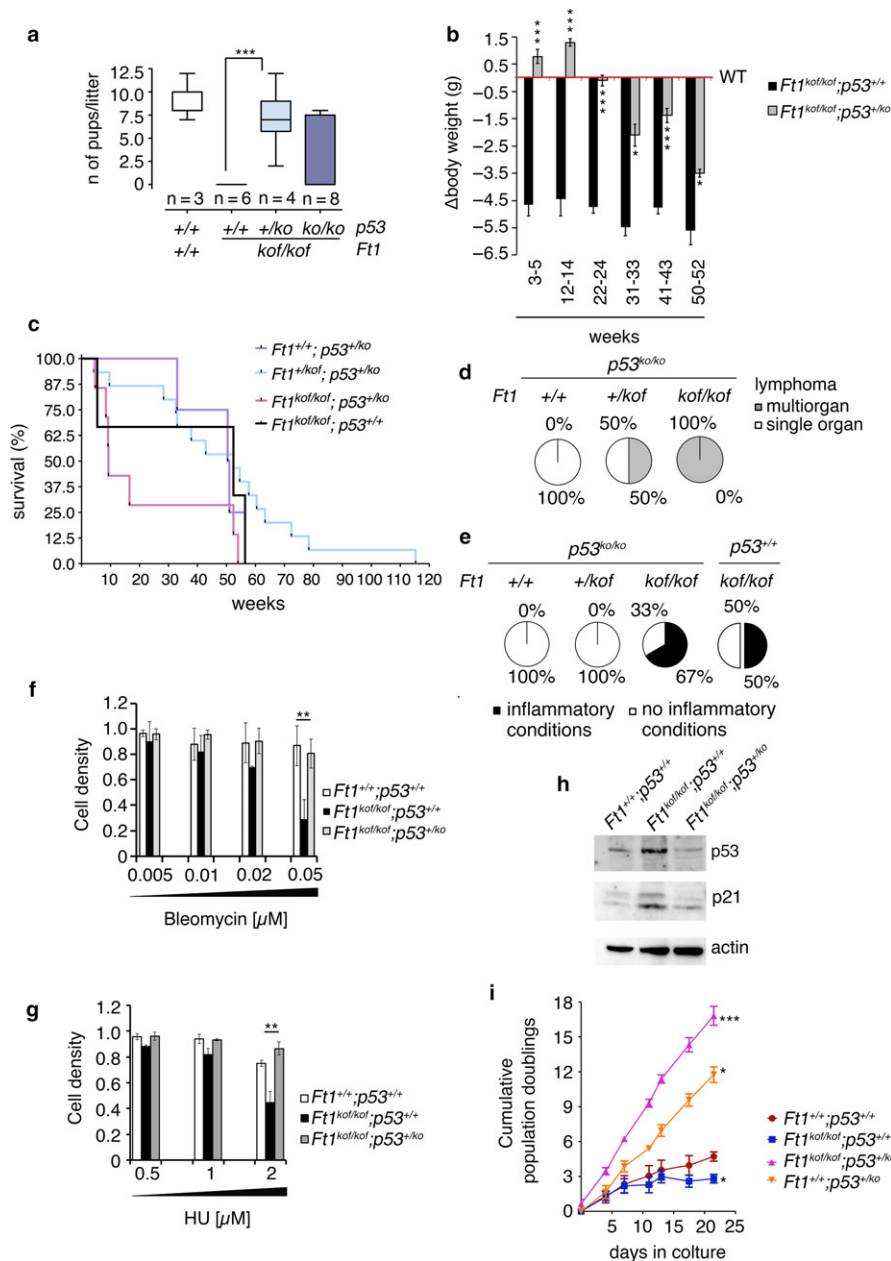 a
***
n of pups/litter
12.5
10.0
7.5
5.0
2.5
0
n = 3 n = 6 n = 4 n = 8
+/+ +/+ +/ko ko/ko p53
+/+ kof/kof Ft1
b
Δbody weight (g)
1.5
0.5
−0.5
−1.5
−2.5
−3.5
−4.5
−5.5
−6.5
*** *** *** * *** *
WT
Ft1kof/kof;p53+/+
Ft1kof/kof;p53+/ko
3-5 12-14 22-24 31-33 41-43 50-52
weeks
c
survival (%)
100.0
87.5
75.0
62.5
50.0
37.5
25.0
12.5
0.0
Ft1+/+; p53+/ko
Ft1+/kof; p53+/ko
Ft1kof/kof; p53+/ko
Ft1kof/kof; p53+/+
10 20 30 40 50 60 70 80 90 100 110 120
weeks
d
p53ko/ko
Ft1 +/+ +/kof kof/kof
0% 50% 100%
100% 50% 0%
lymphoma
multiorgan
single organ
e
p53ko/ko p53+/+
Ft1 +/+ +/kof kof/kof kof/kof
0% 0% 33% 50%
100% 100% 67% 50%
inflammatory conditions
no inflammatory conditions
f
Cell density
1.2
1.0
0.8
0.6
0.4
0.2
0
**
Ft1+/+;p53+/+
Ft1kof/kof;p53+/+
Ft1kof/kof;p53+/ko
0.005 0.01 0.02 0.05
Bleomycin [µM]
g
Cell density
1.2
1.0
0.8
0.6
0.4
0.2
0.0
**
Ft1+/+;p53+/+
Ft1kof/kof;p53+/+
Ft1kof/kof;p53+/ko
0.5 1 2
HU [µM]
h
Ft1+/+;p53+/+
Ft1kof/kof;p53+/+
Ft1kof/kof;p53+/ko
p53
p21
actin
i
Cumulative
population doublings
18
15
12
9
6
3
0
***
*
*
Ft1+/+;p53+/+
Ft1kof/kof;p53+/+
Ft1kof/kof;p53+/ko
Ft1+/+;p53+/ko
0 5 10 15 20 25
days in colture